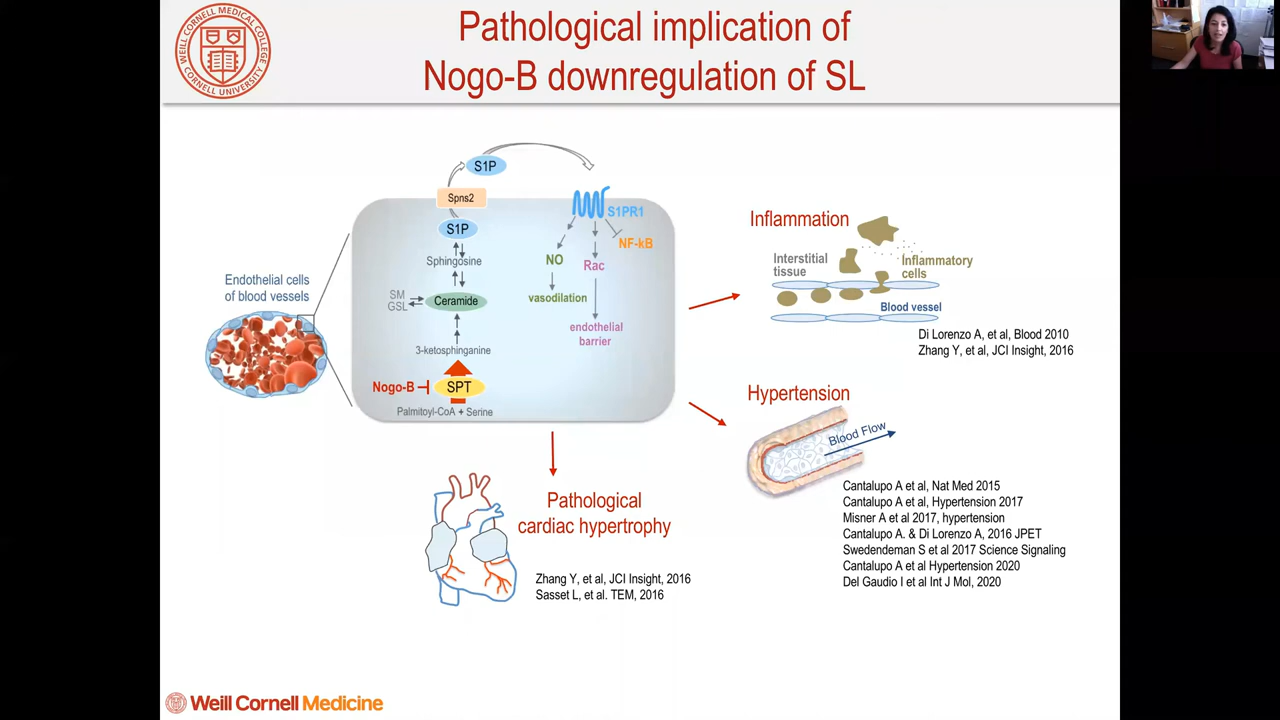 WEILL CORNELL MEDICAL COLLEGE
CORNELL UNIVERSITY
Pathological implication of
Nogo-B downregulation of SL
S1P
Spns2
S1P
Sphingosine
SM
GSL
Ceramide
3-ketosphinganine
Nogo-B
SPT
Palmitoyl-CoA + Serine
S1PR1
NF-kB
NO
Rac
vasodilation
endothelial
barrier
Endothelial cells
of blood vessels
Inflammation
Interstitial
tissue
Inflammatory
cells
Blood vessel
Di Lorenzo A, et al, Blood 2010
Zhang Y, et al, JCI Insight, 2016
Hypertension
Blood Flow
Cantalupo A et al, Nat Med 2015
Cantalupo A et al, Hypertension 2017
Misner A et al 2017, hypertension
Cantalupo A. & Di Lorenzo A, 2016 JPET
Swedendeman S et al 2017 Science Signaling
Cantalupo A et al Hypertension 2020
Del Gaudio I et al Int J Mol, 2020
Pathological
cardiac hypertrophy
Zhang Y, et al, JCI Insight, 2016
Sasset L, et al. TEM, 2016
Weill Cornell Medicine